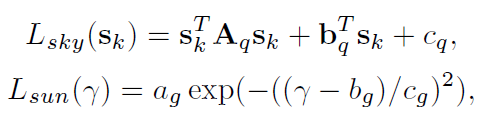 L_{sky}(\mathbf{s}_k) = \mathbf{s}_k^T \mathbf{A}_q \mathbf{s}_k + \mathbf{b}_q^T \mathbf{s}_k + c_q,
L_{sun}(\gamma) = a_g \exp(-((\gamma - b_g)/c_g)^2),